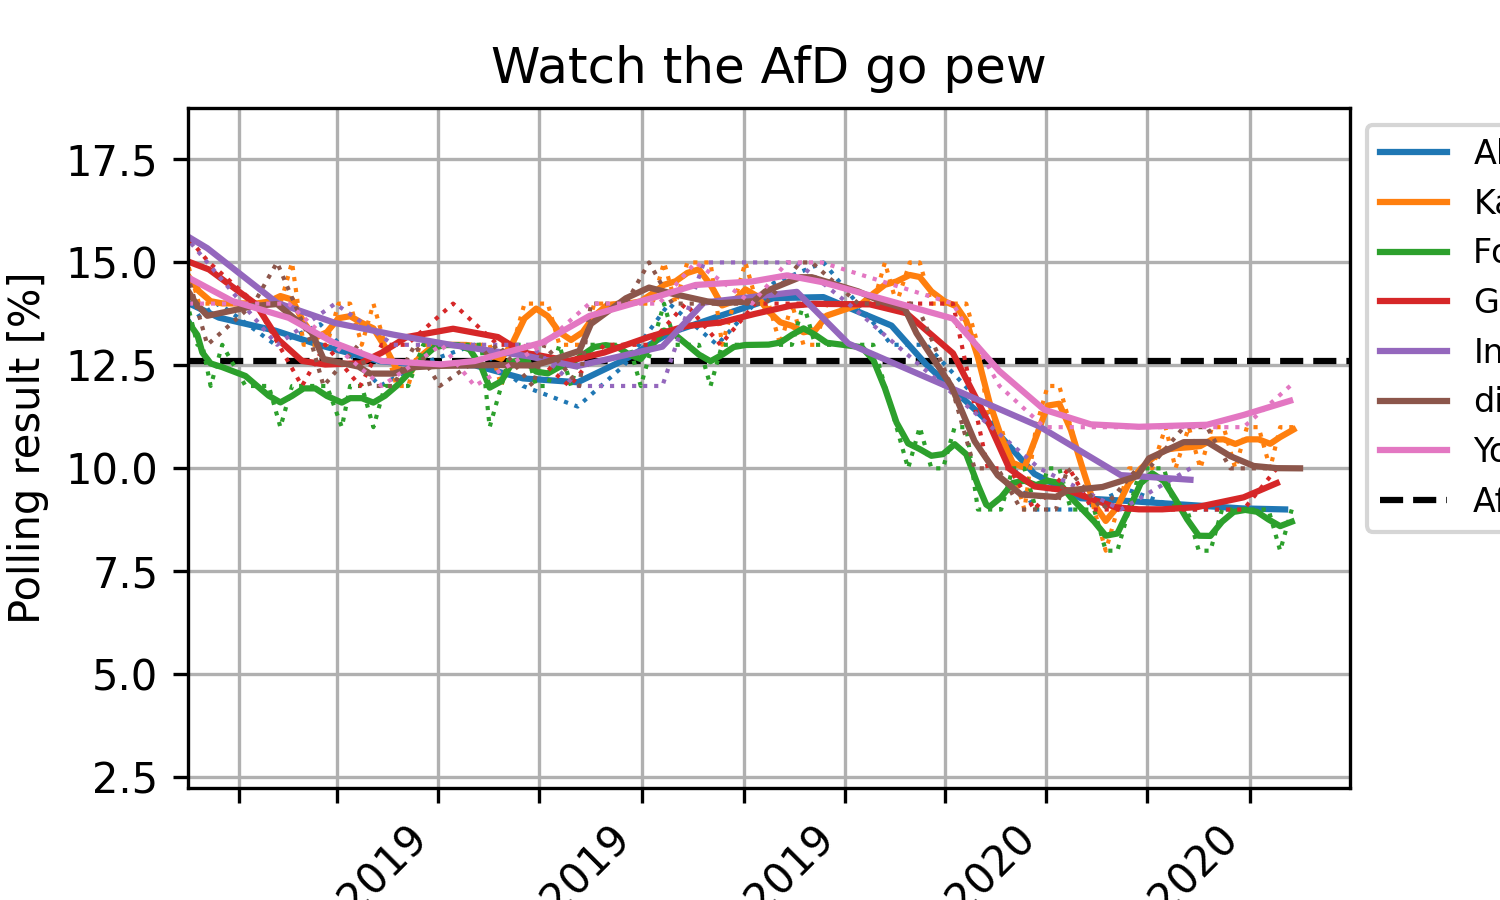 Watch the AfD go pew
Polling result [%]
17.5
15.0
12.5
10.0
7.5
5.0
2.5
2019
2019
2019
2020
2020
Al
Ka
Fo
G
In
di
Yo
Af